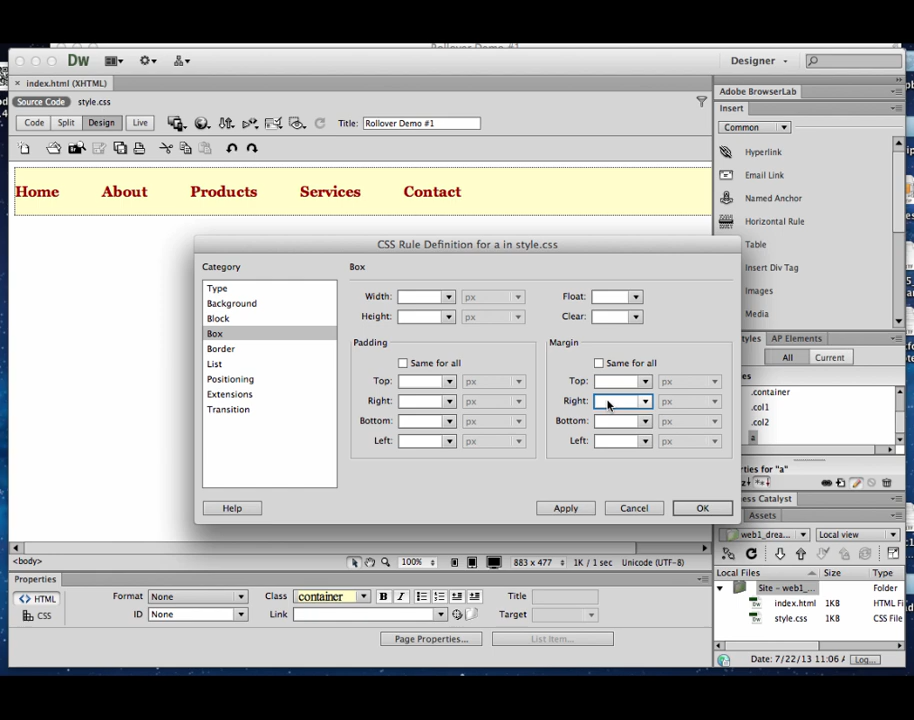 Rollover Demo #1
Dw
Designer
index.html (XHTML)
Source Code style.css
Code Split Design Live Title: Rollover Demo #1
Home About Products Services Contact
Adobe BrowserLab
Insert
Common
Hyperlink
Email Link
Named Anchor
Horizontal Rule
Table
Insert Div Tag
Images
Media
CSS Rule Definition for a in style.css
Category
Type
Background
Block
Box
Border
List
Positioning
Extensions
Transition
Box
Width: px
Height: px
Float:
Clear:
Padding
Same for all
Top: px
Right: px
Bottom: px
Left: px
Margin
Same for all
Top: px
Right: px
Bottom: px
Left: px
Help Apply Cancel OK
AP Elements
All Current
.container
.col1
.col2
a
for "a"
Catalyst
Assets
web1_drea... Local view
Local Files Size Type
Site - web1_... Folder
index.html 1KB HTML Fi
style.css 1KB CSS File
Date: 7/22/13 11:06 Log...
<body> 100% 883 x 477 1K / 1 sec Unicode (UTF-8)
Properties
HTML Format None Class container B I Title
CSS ID None Link Target
Page Properties... List Item...